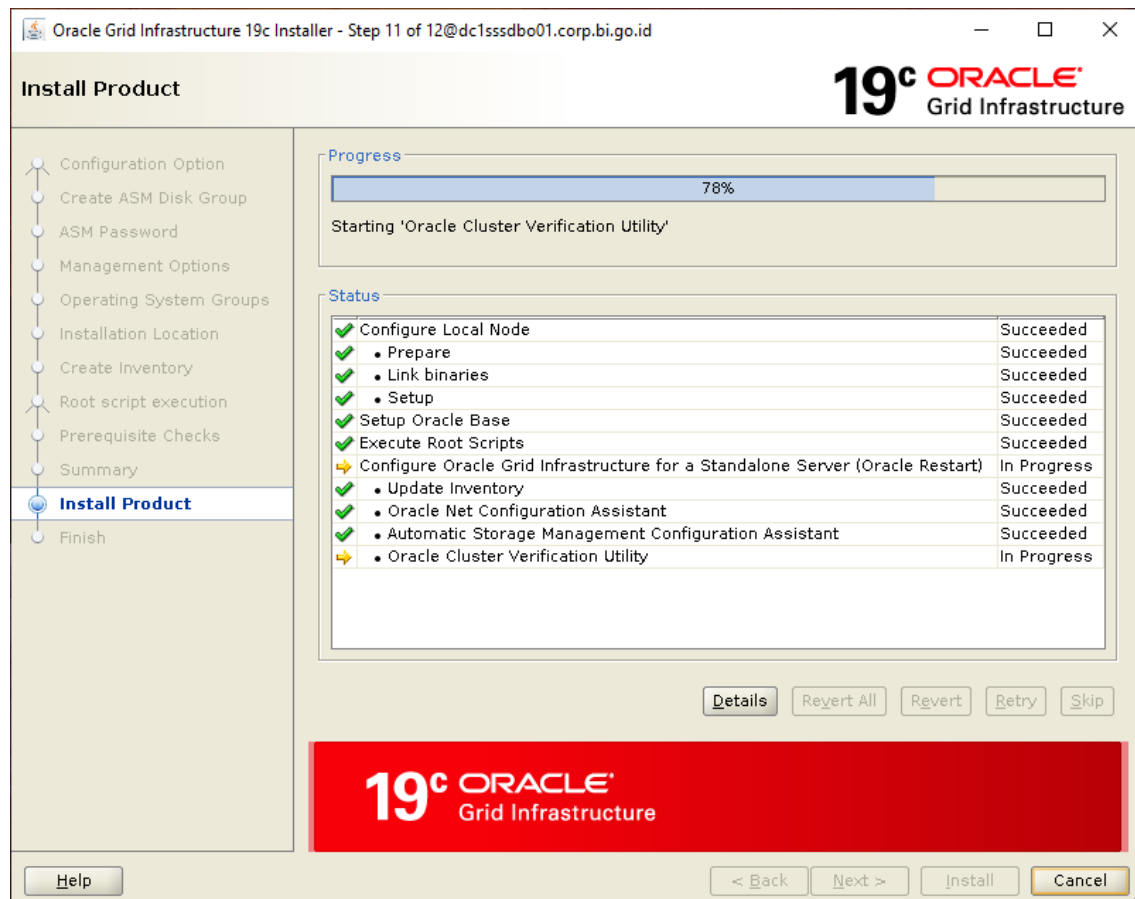 Oracle Grid Infrastructure 19c Installer - Step 11 of 12@dc1sssdbo01.corp.bi.go.id
Install Product
19c ORACLE
Grid Infrastructure
Configuration Option
Create ASM Disk Group
ASM Password
Management Options
Operating System Groups
Installation Location
Create Inventory
Root script execution
Prerequisite Checks
Summary
Install Product
Finish
Progress
78%
Starting 'Oracle Cluster Verification Utility'
Status
Configure Local Node Succeeded
• Prepare Succeeded
• Link binaries Succeeded
• Setup Succeeded
Setup Oracle Base Succeeded
Execute Root Scripts Succeeded
Configure Oracle Grid Infrastructure for a Standalone Server (Oracle Restart) In Progress
• Update Inventory Succeeded
• Oracle Net Configuration Assistant Succeeded
• Automatic Storage Management Configuration Assistant Succeeded
• Oracle Cluster Verification Utility In Progress
Details Revert All Revert Retry Skip
19c ORACLE
Grid Infrastructure
Help < Back Next > Install Cancel